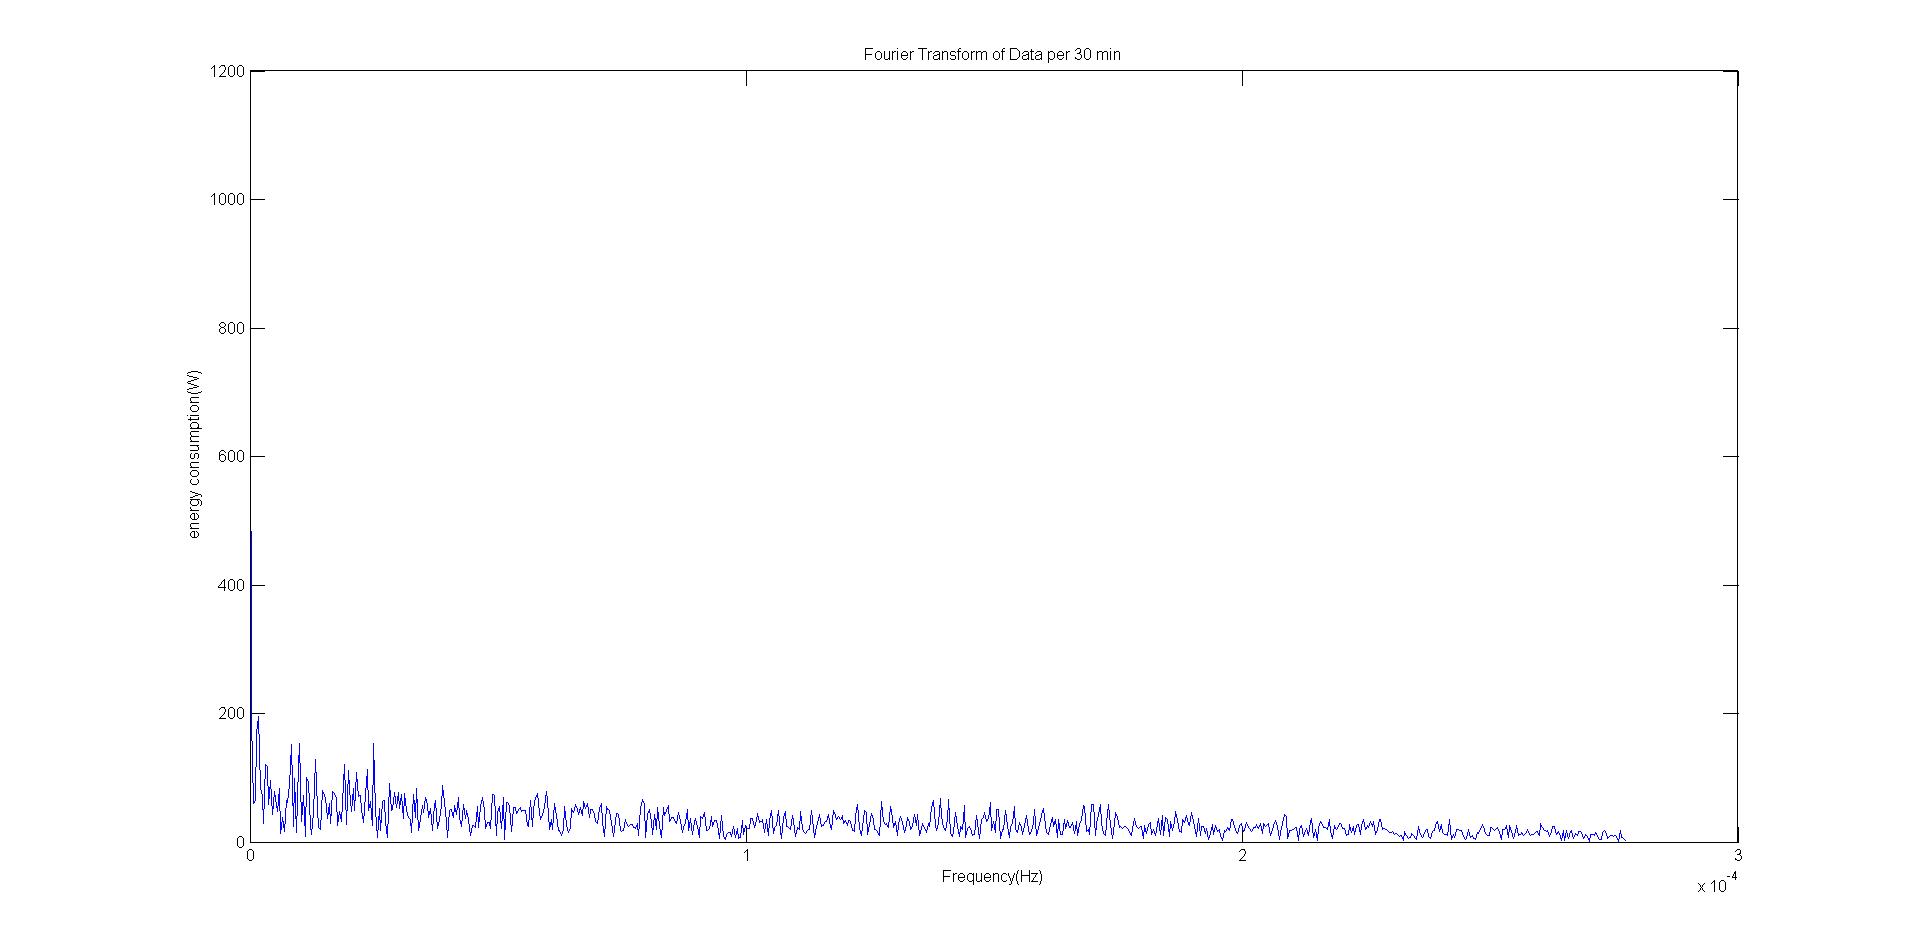 Fourier Transform of Data per 30 min
1200
1000
800
600
400
200
0
energy consumption(W)
0 1 2 3
Frequency(Hz)
x 10^-4